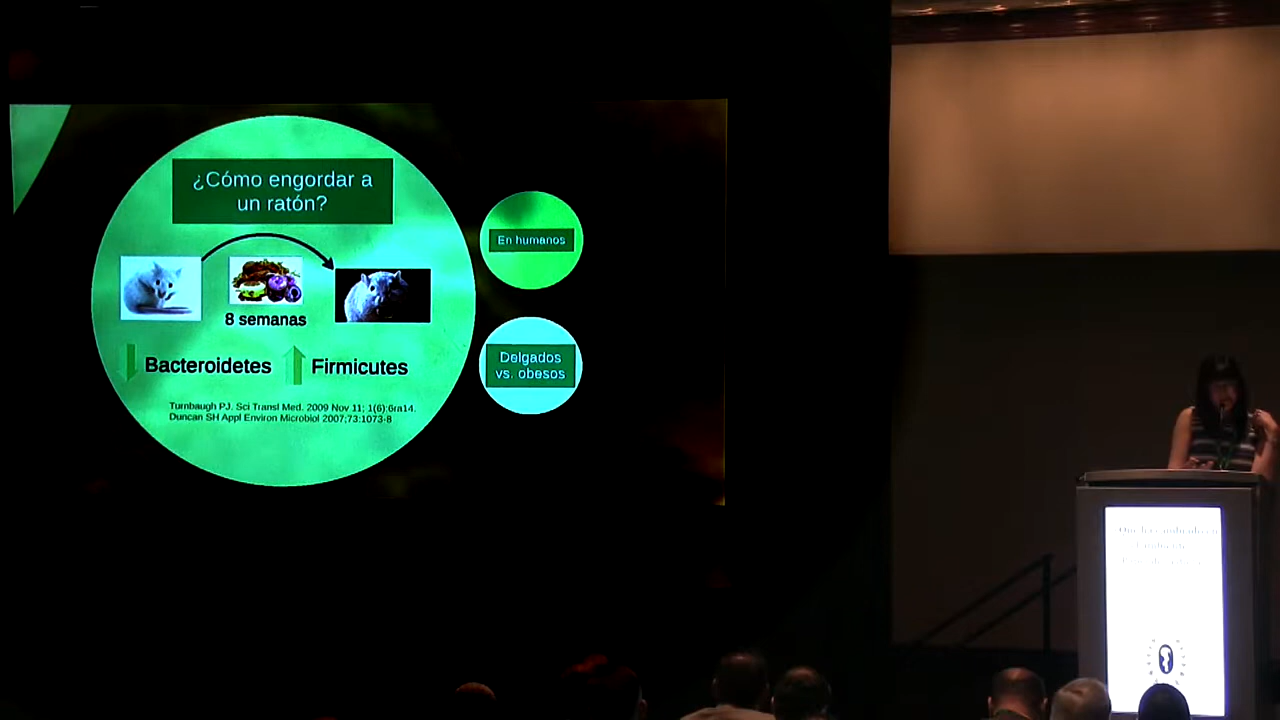 ¿Cómo engordar a
un ratón?
8 semanas
Bacteroidetes
Firmicutes
Turnbaugh PJ. Sci Transl Med. 2009 Nov 11; 1(6):6ra14.
Duncan SH Appl Environ Microbiol 2007;73:1073-8
En humanos
Delgados
vs. obesos